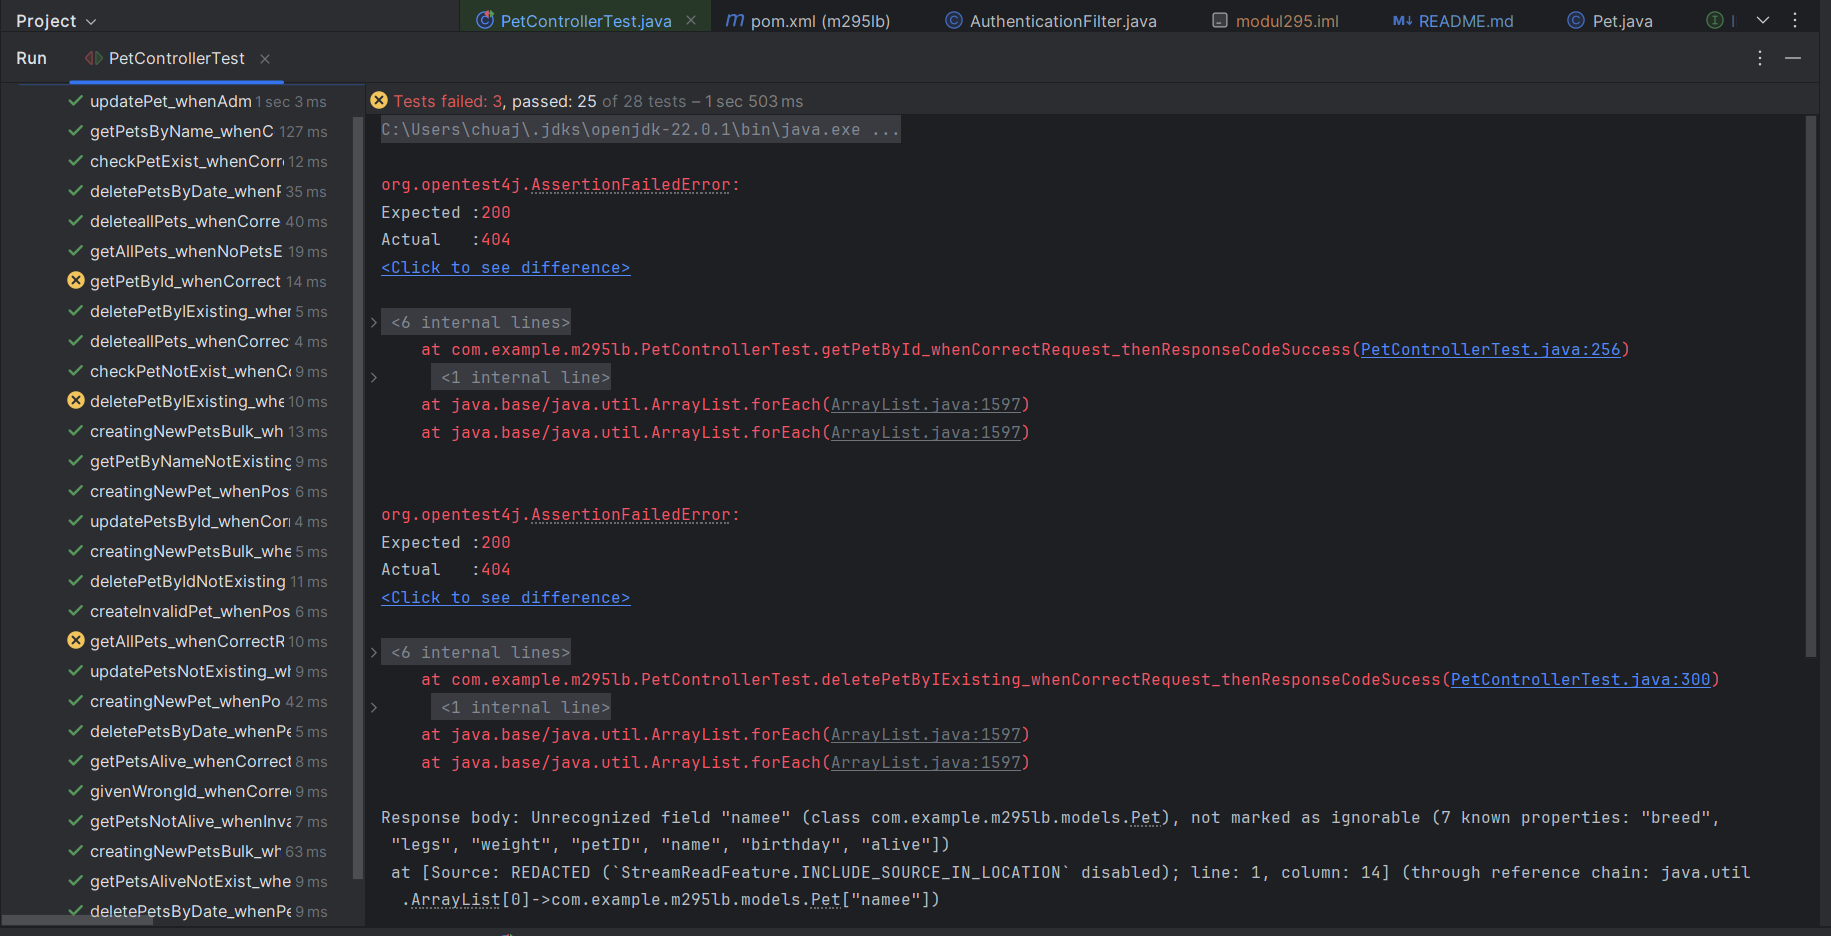 Project
PetControllerTest.java
pom.xml (m295lb)
AuthenticationFilter.java
modul295.iml
README.md
Pet.java
Run
PetControllerTest
updatePet_whenAdm 1 sec 3 ms
getPetsByName_whenC 127 ms
checkPetExist_whenCorr 12 ms
deletePetsByDate_whenP 35 ms
deleteallPets_whenCorre 40 ms
getAllPets_whenNoPetsE 19 ms
getPetById_whenCorrect 14 ms
deletePetByIExisting_wher 5 ms
deleteallPets_whenCorrec 4 ms
checkPetNotExist_whenCo 9 ms
deletePetByIExisting_whe 10 ms
creatingNewPetsBulk_wh 13 ms
getPetByNameNotExisting 9 ms
creatingNewPet_whenPos 6 ms
updatePetsById_whenCor 4 ms
creatingNewPetsBulk_whe 5 ms
deletePetByIdNotExisting 11 ms
createInvalidPet_whenPos 6 ms
getAllPets_whenCorrectR 10 ms
updatePetsNotExisting_wh 9 ms
creatingNewPet_whenPo 42 ms
deletePetsByDate_whenPe 5 ms
getPetsAlive_whenCorrect 8 ms
givenWrongId_whenCorre 9 ms
getPetsNotAlive_whenInva 7 ms
creatingNewPetsBulk_wh 63 ms
getPetsAliveNotExist_whe 9 ms
deletePetsByDate_whenPe 9 ms
Tests failed: 3, passed: 25 of 28 tests – 1 sec 503 ms
C:\Users\chuaj\.jdks\openjdk-22.0.1\bin\java.exe ...
org.opentest4j.AssertionFailedError:
Expected :200
Actual   :404
<Click to see difference>
<6 internal lines>
at com.example.m295lb.PetControllerTest.getPetById_whenCorrectRequest_thenResponseCodeSuccess(PetControllerTest.java:256)
<1 internal line>
at java.base/java.util.ArrayList.forEach(ArrayList.java:1597)
at java.base/java.util.ArrayList.forEach(ArrayList.java:1597)
org.opentest4j.AssertionFailedError:
Expected :200
Actual   :404
<Click to see difference>
<6 internal lines>
at com.example.m295lb.PetControllerTest.deletePetByIExisting_whenCorrectRequest_thenResponseCodeSucess(PetControllerTest.java:300)
<1 internal line>
at java.base/java.util.ArrayList.forEach(ArrayList.java:1597)
at java.base/java.util.ArrayList.forEach(ArrayList.java:1597)
Response body: Unrecognized field "namee" (class com.example.m295lb.models.Pet), not marked as ignorable (7 known properties: "breed",
"legs", "weight", "petID", "name", "birthday", "alive"])
at [Source: REDACTED (`StreamReadFeature.INCLUDE_SOURCE_IN_LOCATION` disabled); line: 1, column: 14] (through reference chain: java.util
.ArrayList[0]->com.example.m295lb.models.Pet["namee"])